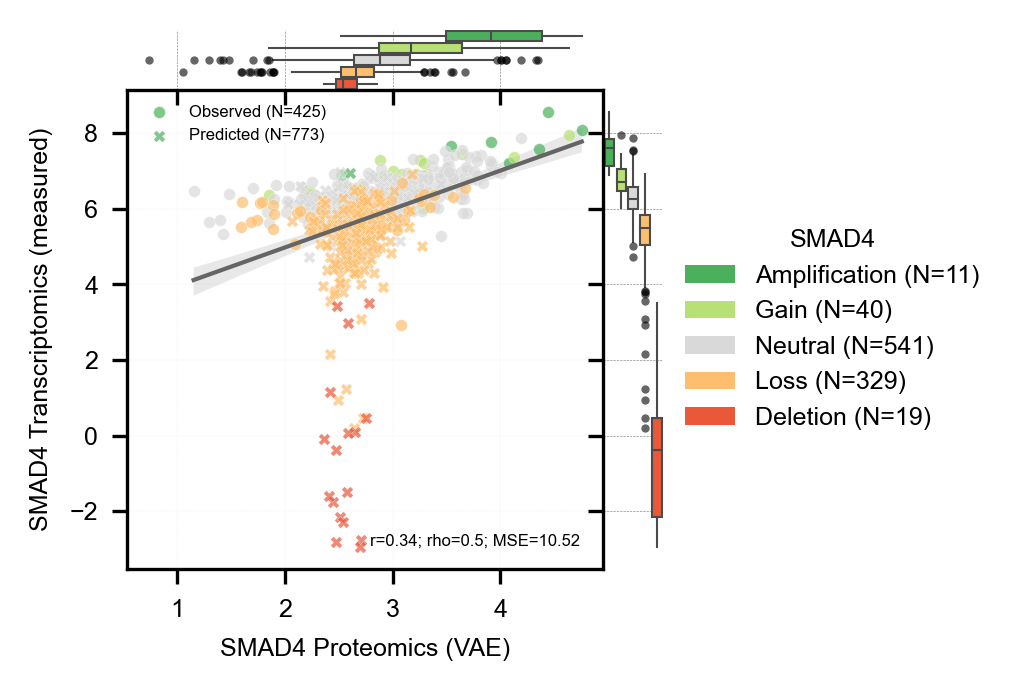 Observed (N=425)
Predicted (N=773)
8
6
4
2
0
−2
SMAD4 Transcriptomics (measured)
r=0.34; rho=0.5; MSE=10.52
1 2 3 4
SMAD4 Proteomics (VAE)
SMAD4
Amplification (N=11)
Gain (N=40)
Neutral (N=541)
Loss (N=329)
Deletion (N=19)